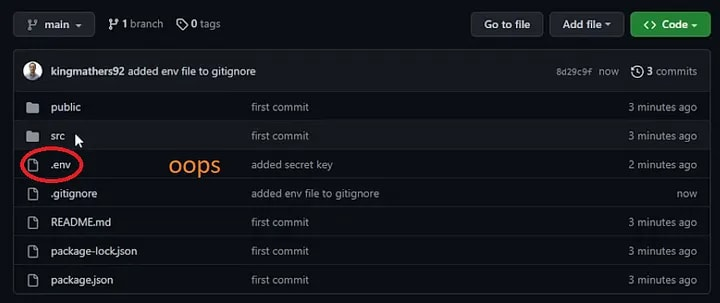 main 1 branch 0 tags Go to file Add file Code
kingmathers92 added env file to gitignore 8d29c9f now 3 commits
public first commit 3 minutes ago
src first commit 3 minutes ago
.env oops added secret key 2 minutes ago
.gitignore added env file to gitignore now
README.md first commit 3 minutes ago
package-lock.json first commit 3 minutes ago
package.json first commit 3 minutes ago